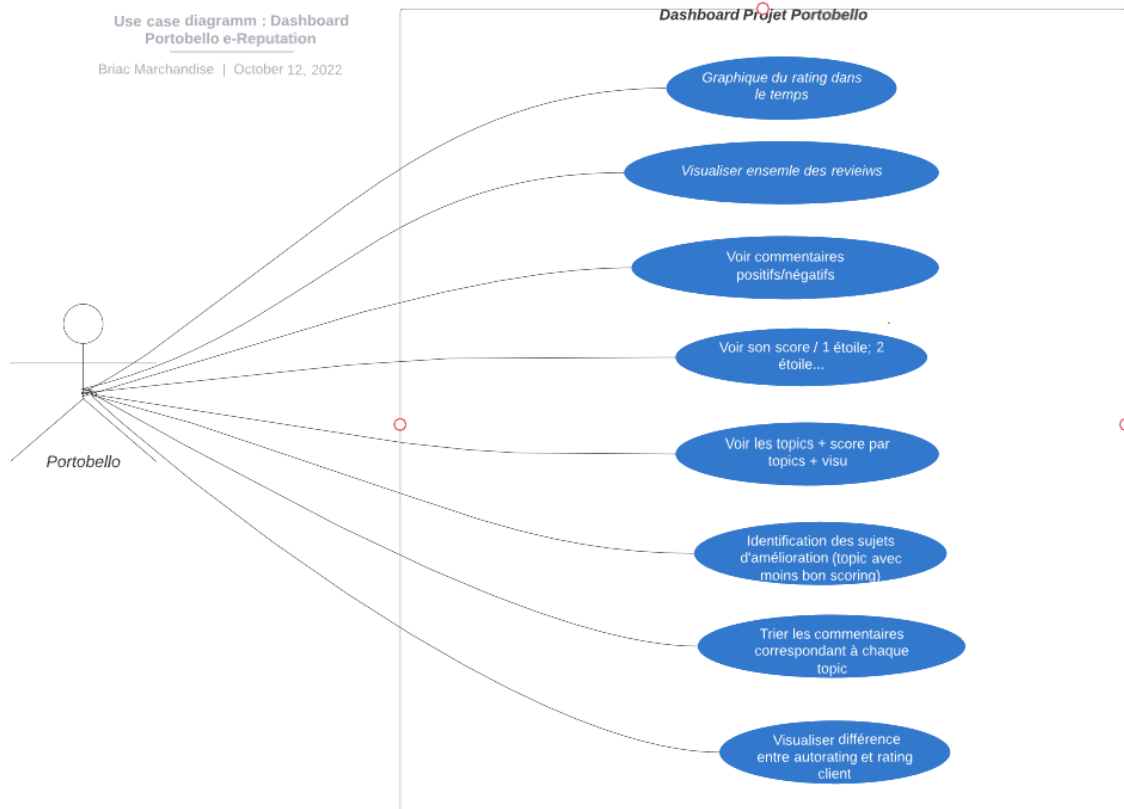 Use case diagramm : Dashboard
Portobello e-Reputation
Briac Marchandise | October 12, 2022
Dashboard Projet Portobello
Graphique du rating dans
le temps
Visualiser ensemle des revieiws
Voir commentaires
positifs/négatifs
Voir son score / 1 étoile; 2
étoile...
Voir les topics + score par
topics + visu
Identification des sujets
d'amélioration (topic avec
moins bon scoring)
Trier les commentaires
correspondant à chaque
topic
Visualiser différence
entre autorating et rating
client
Portobello